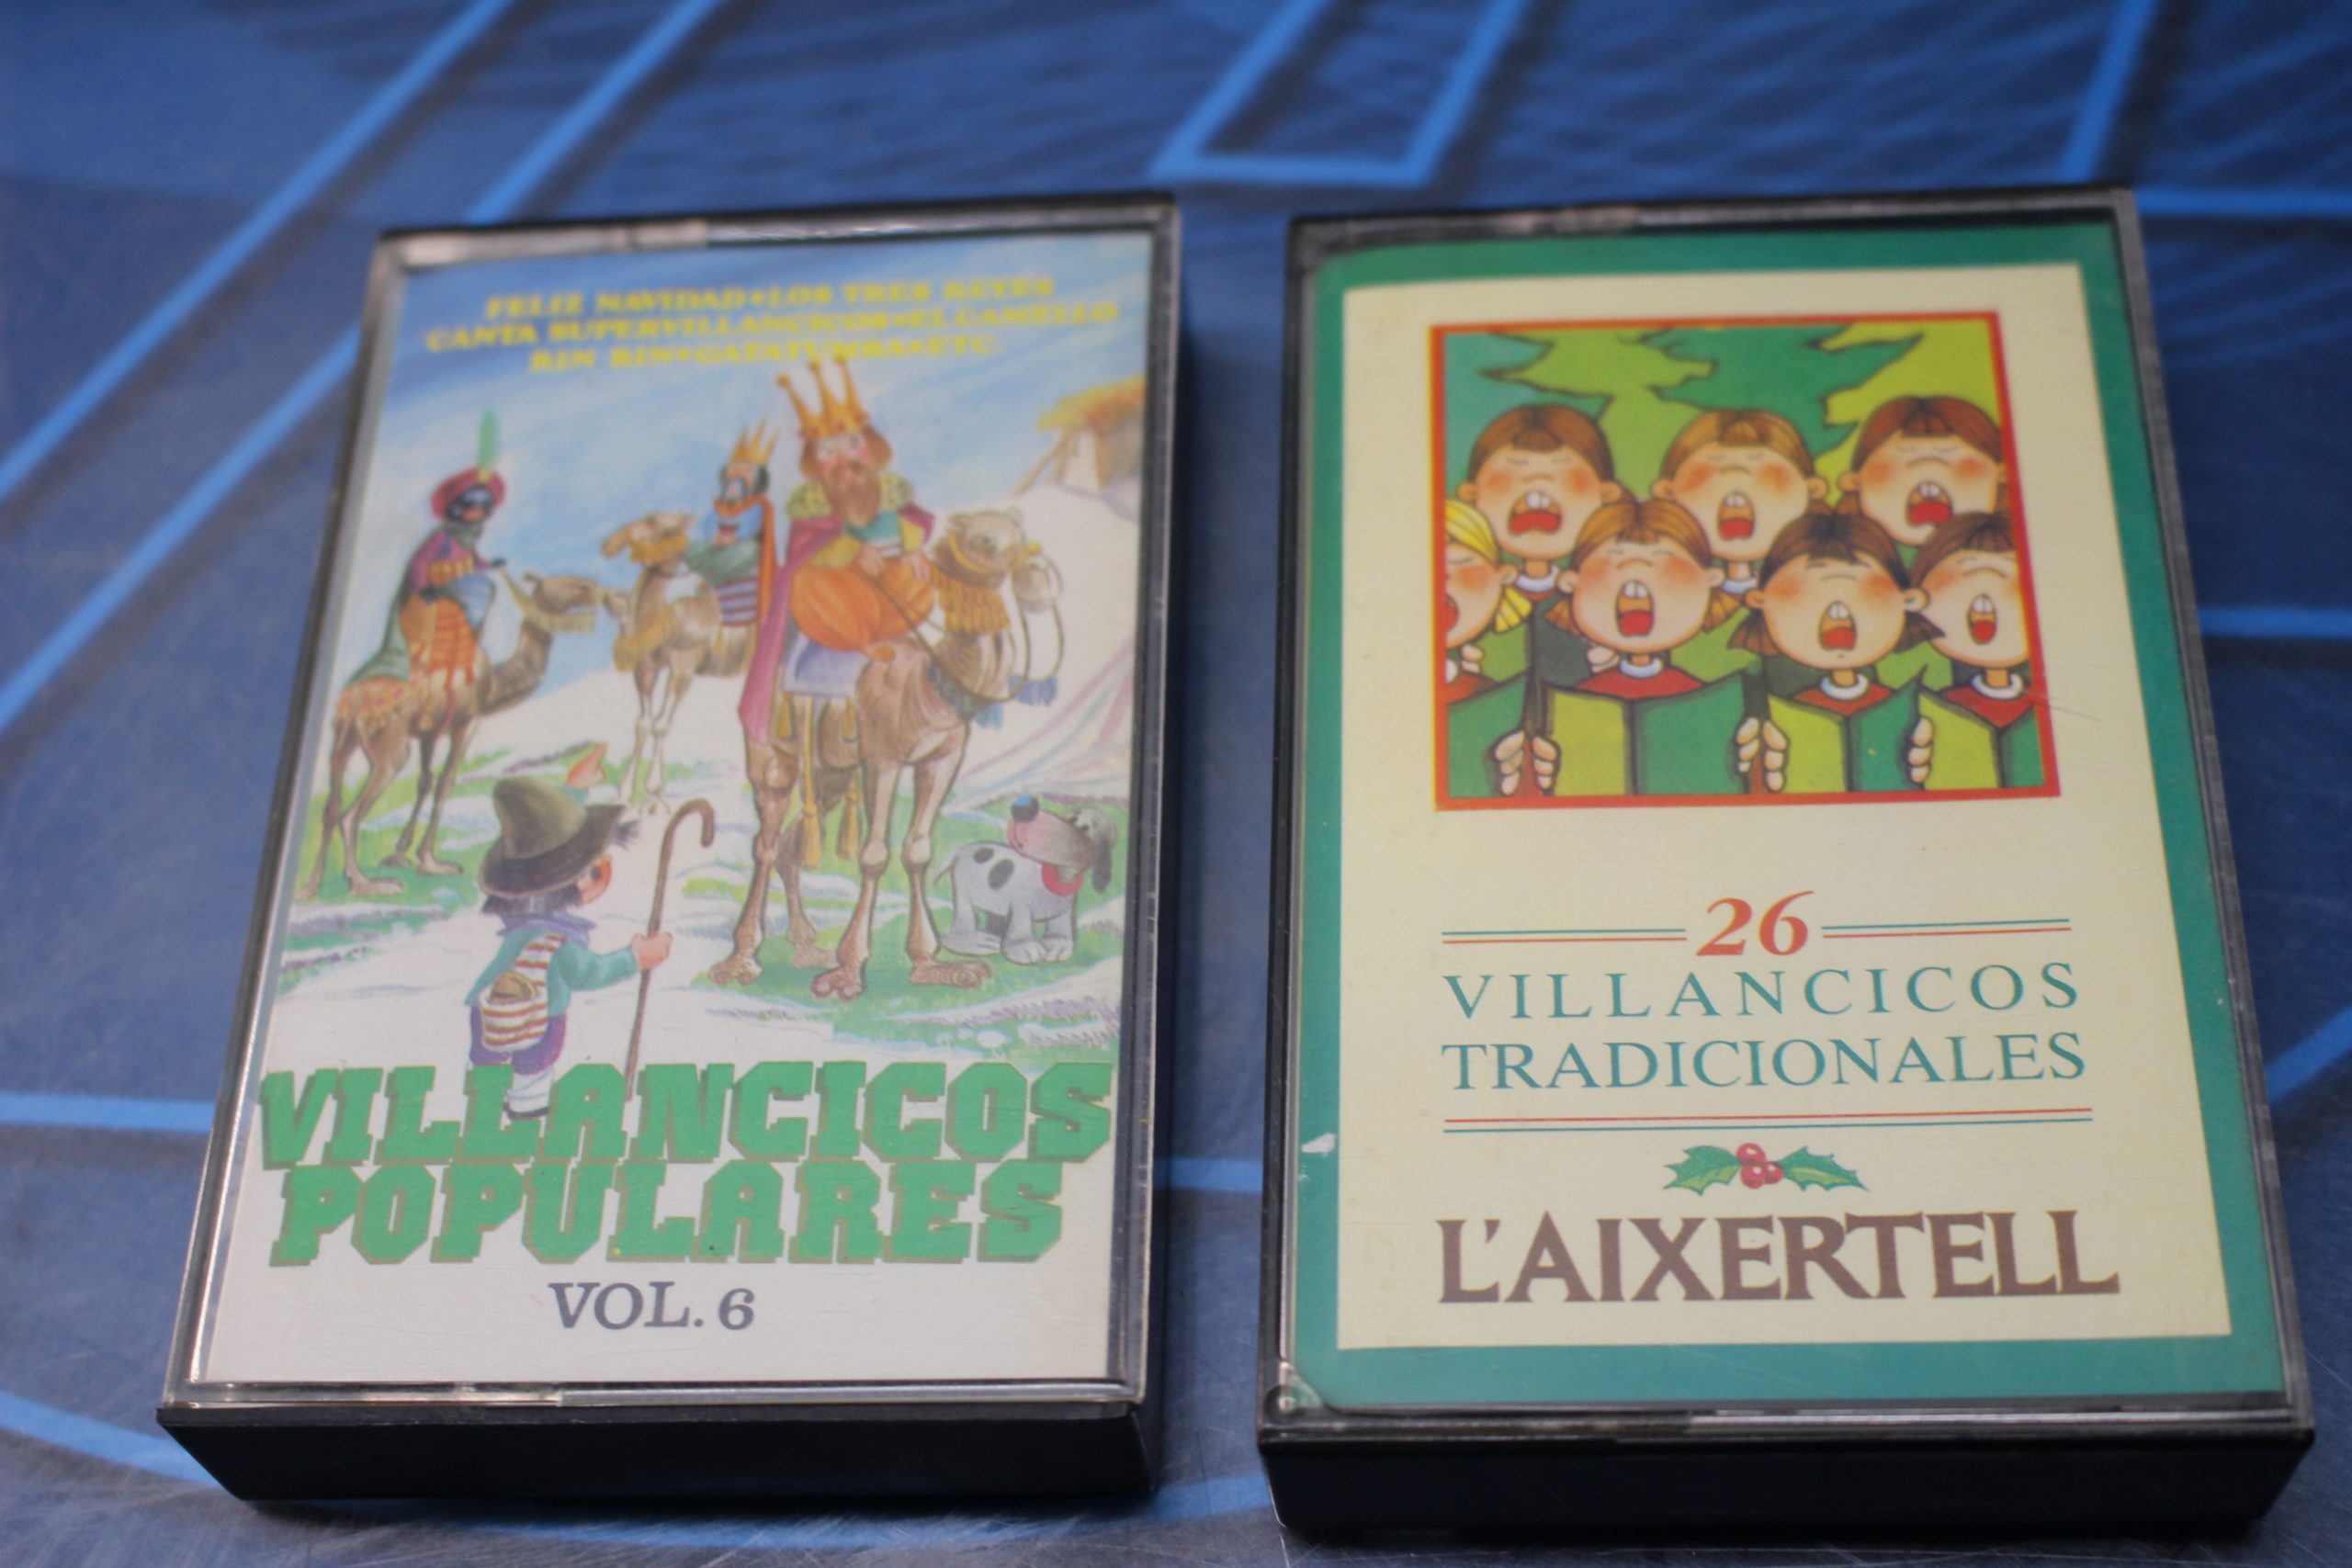 FELIZ NAVIDAD•LOS TRES REYES
CANTA SUPERVILLANCICOS•EL CAMELLO
RIN RIN•GATATUMBA•ETC.
VILLANCICOS
POPULARES
VOL. 6
26
VILLANCICOS
TRADICIONALES
L'AIXERTELL